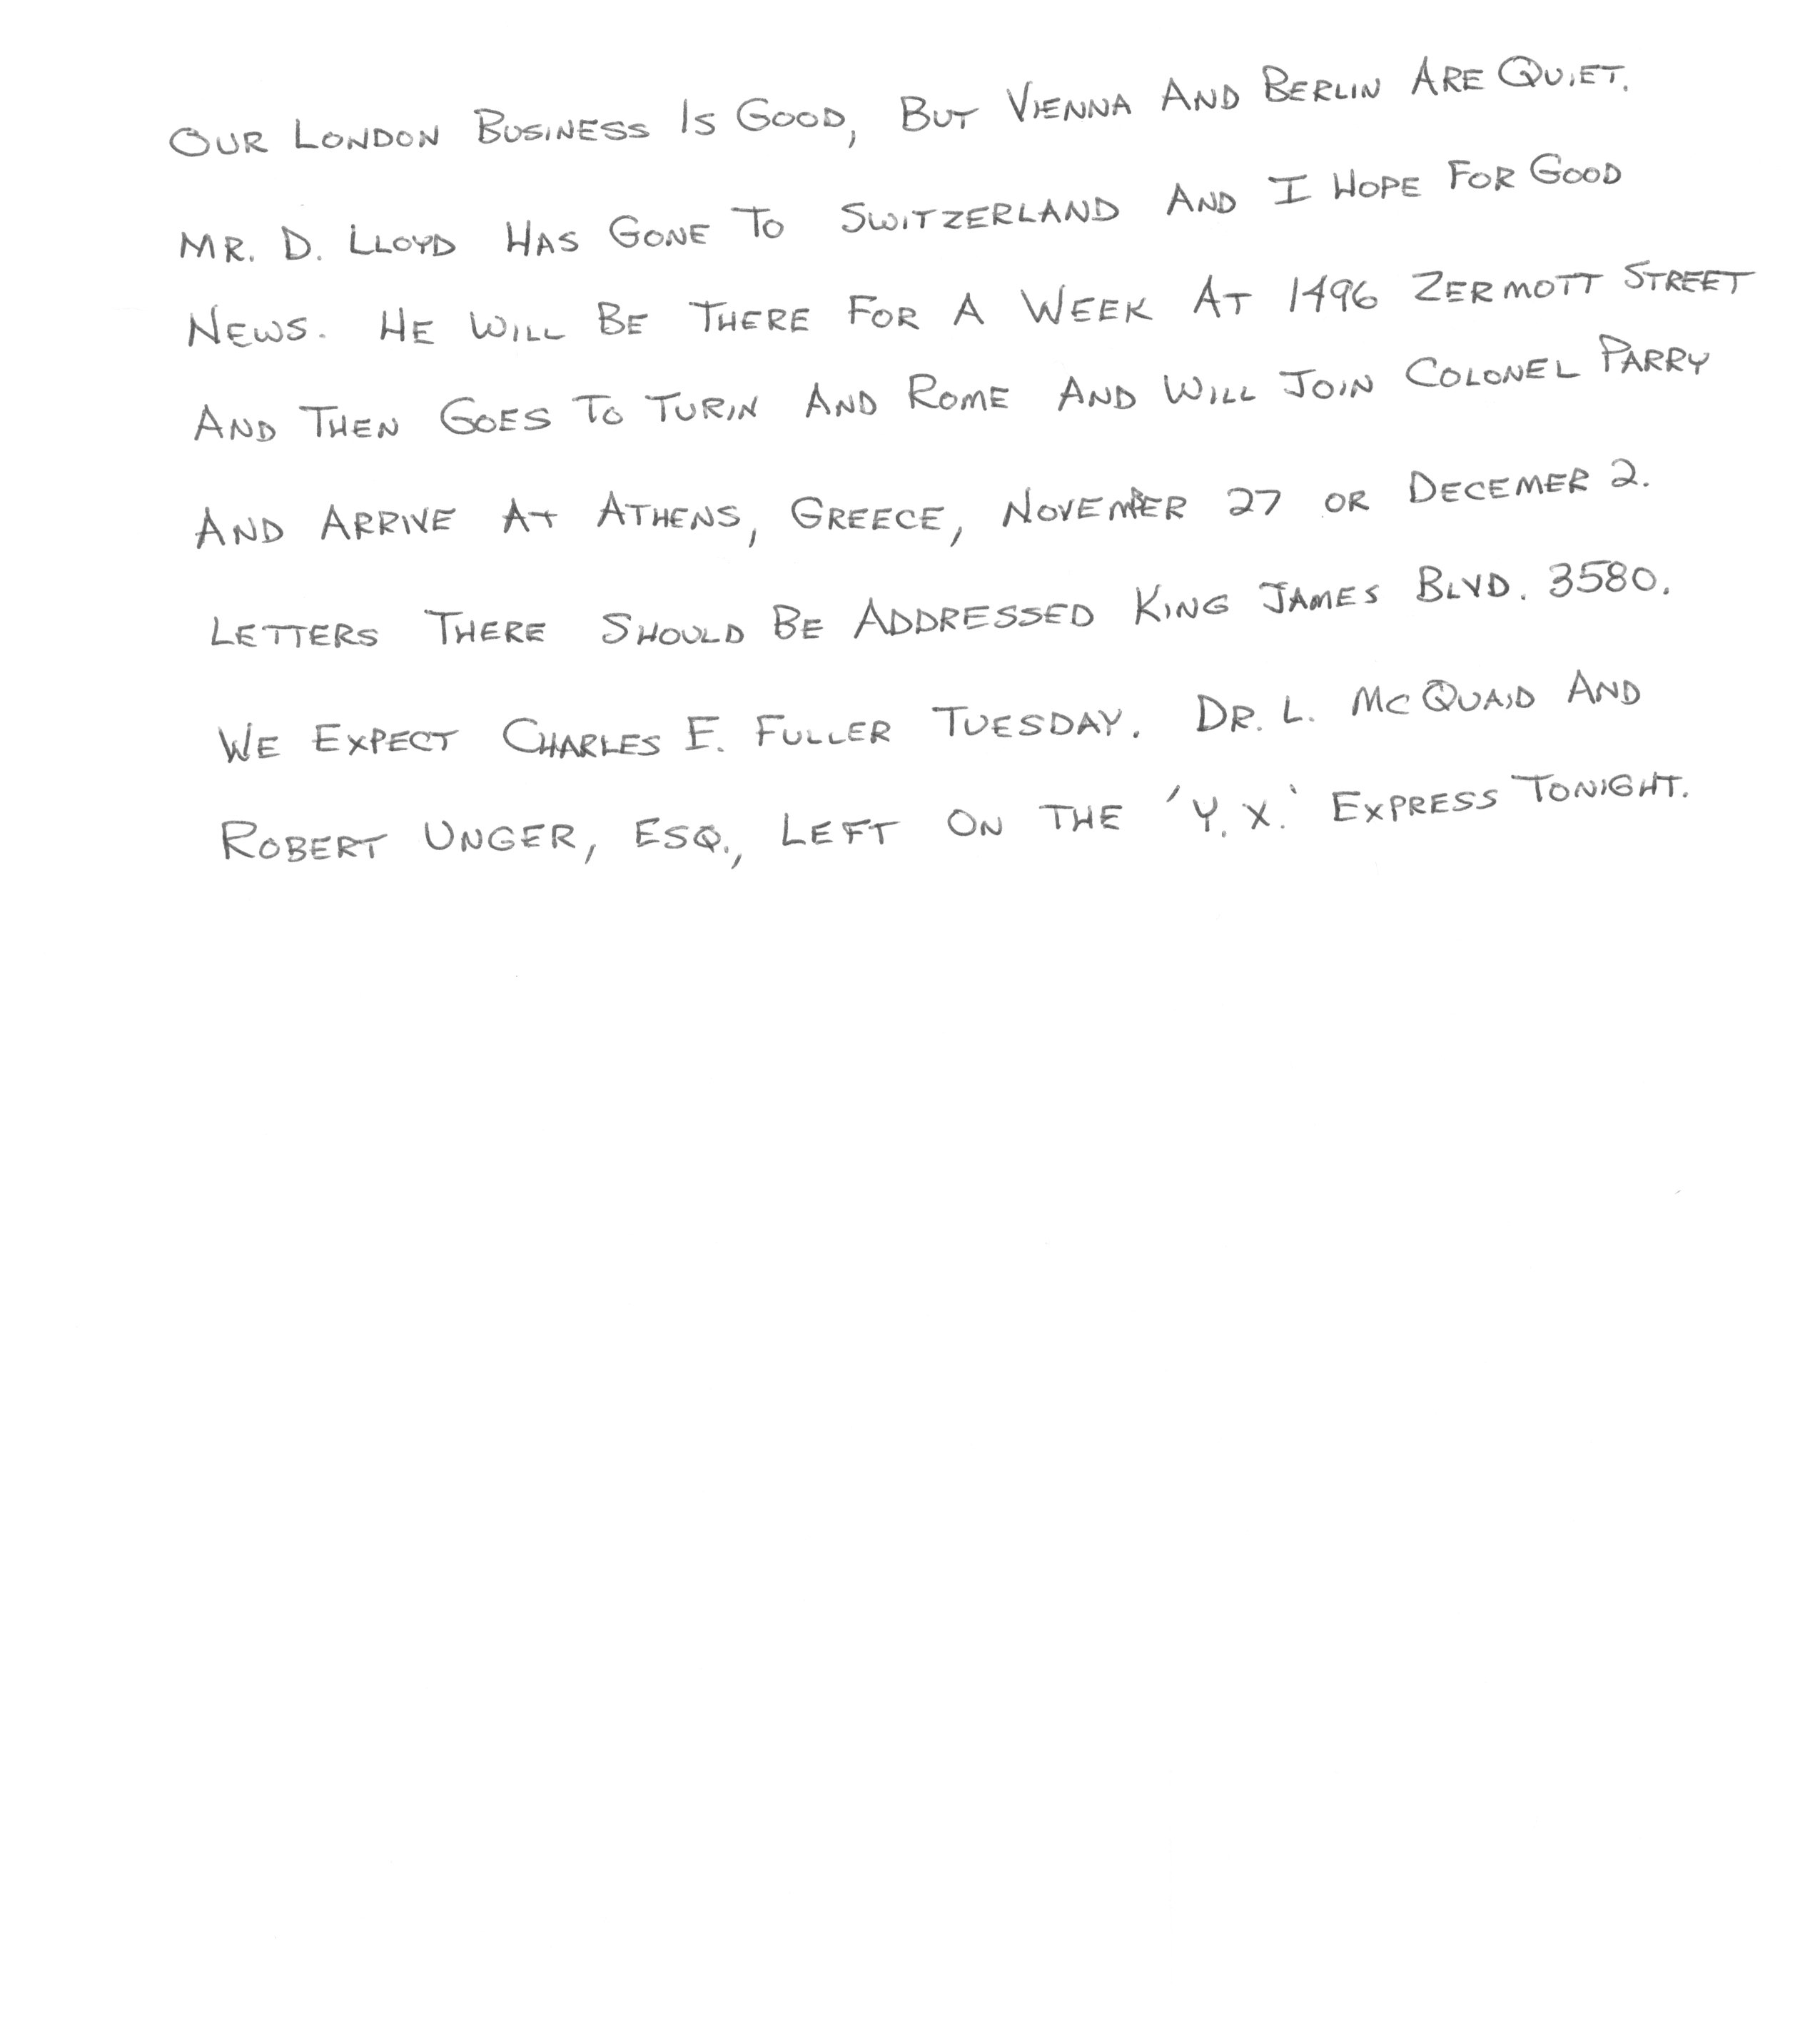 OUR LONDON BUSINESS IS GOOD, BUT VIENNA AND BERLIN ARE QUIET.
MR. D. LLOYD HAS GONE TO SWITZERLAND AND I HOPE FOR GOOD
NEWS. HE WILL BE THERE FOR A WEEK AT 1496 ZERMOTT STREET
AND THEN GOES TO TURIN AND ROME AND WILL JOIN COLONEL PARRY
AND ARRIVE AT ATHENS, GREECE, NOVEMBER 27 OR DECEMER 2.
LETTERS THERE SHOULD BE ADDRESSED KING JAMES BLVD. 3580.
WE EXPECT CHARLES E. FULLER TUESDAY. DR. L. MCQUAID AND
ROBERT UNGER, ESQ., LEFT ON THE 'Y.X.' EXPRESS TONIGHT.